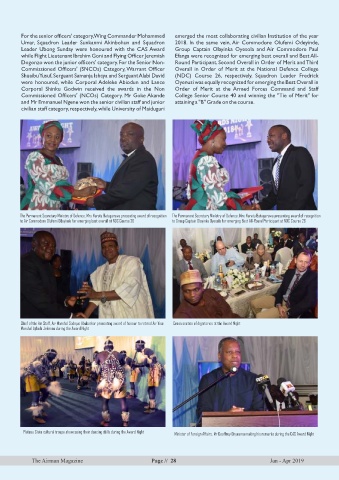 For the senior officers' category, Wing Commander Mohammed
Umar, Squadron Leader Sunkanmi Akinbohun and Squadron
Leader Ubong Sunday were honoured with the CAS Award
while Flight Lieutenant Ibrahim Goni and Flying Officer Jeremiah
Dogonzo won the junior officers' category. For the Senior Non-
Commissioned Officers' (SNCOs) Category, Warrant Officer
Shuaibu Yusuf, Sergeant Samanja Ishaya and Sergeant Alabi David
were honoured, while Corporal Adeleke Abiodun and Lance
Corporal Shinku Godwin received the awards in the Non
Commissioned Officers' (NCOs) Category. Mr Galie Akande
and Mr Emmanuel Ngene won the senior civilian staff and junior
civilian staff category, respectively, while University of Maiduguri
emerged the most collaborating civilian Institution of the year
2018. In the same vein, Air Commodore Olufemi Odeyinde,
Group Captain Olayinka Oyesola and Air Commodore Paul
Efanga were recognized for emerging best overall and Best All-
Round Participant, Second Overall in Order of Merit and Third
Overall in Order of Merit at the National Defence College
(NDC) Course 26, respectively. Squadron Leader Fredrick
Oyenusi was equally recognized for emerging the Best Overall in
Order of Merit at the Armed Forces Command and Staff
College Senior Course 40 and winning the "Tin of Merit" for
attaining a "B" Grade on the course.
The Permanent Secretary Ministry of Defence, Mrs Nuratu Batagarawa presenting award of recognition
to Air Commodore Olufemi Odeyinde for emerging best overall at NDC Course 26
The Permanent Secretary Ministry of Defence, Mrs Nuratu Batagarawa presenting award of recognition
to Group Captain Olayinka Oyesola for emerging Best All-Round Participant at NDC Course 26
Chief of the Air Staff, Air Marshal Sadique Abubakar presenting award of honour to retired Air Vice
Marshal
during the Award Night
Cross section of dignitaries at the Award Night
Plateau State cultural troupe showcasing their dancing skills during the Award Night
Minister of Foreign Affairs, Mr Geoffrey Onyeama making his remarks during the CAS Award Night
The Airman Magazine
Page // 28
Jan - Apr 2019